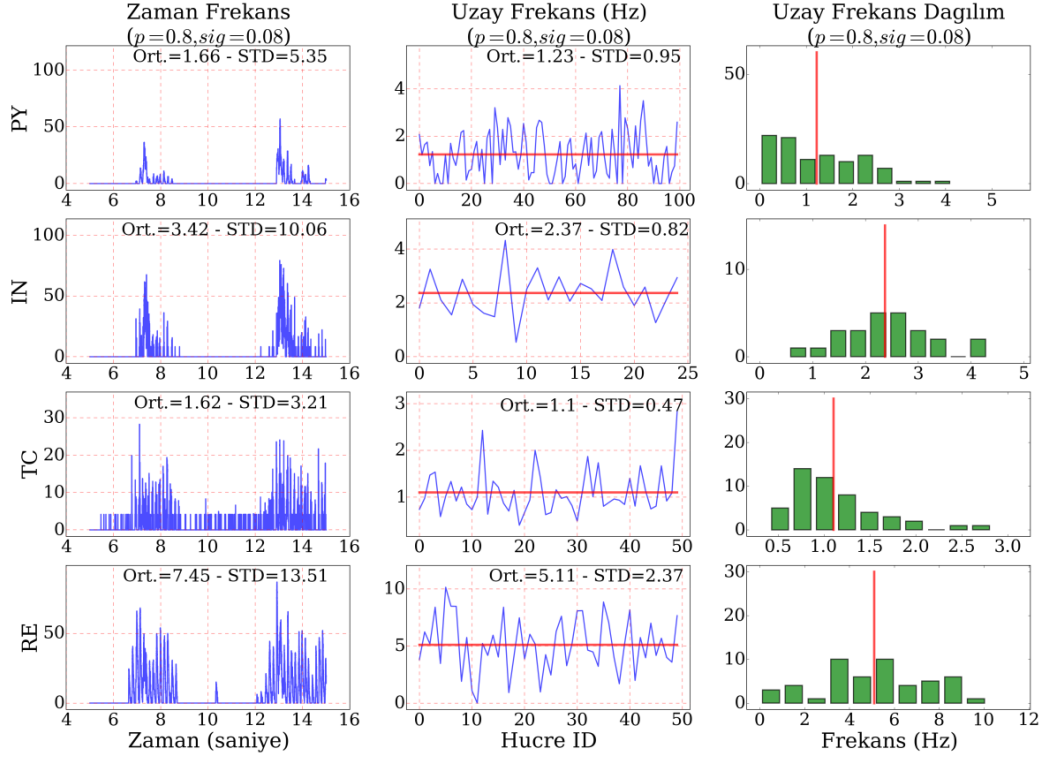 Zaman Frekans
(p=0.8,sig=0.08)
Uzay Frekans (Hz)
(p=0.8,sig=0.08)
Uzay Frekans Dagılım
(p=0.8,sig=0.08)
PY
Ort.=1.66 - STD=5.35
100
50
0
4 6 8 10 12 14 16
Ort.=1.23 - STD=0.95
4
2
0
0 20 40 60 80 100
50
0
0 1 2 3 4 5
IN
Ort.=3.42 - STD=10.06
100
50
0
4 6 8 10 12 14 16
Ort.=2.37 - STD=0.82
4
2
0
0 5 10 15 20 25
10
0
0 1 2 3 4 5
TC
Ort.=1.62 - STD=3.21
30
20
10
0
4 6 8 10 12 14 16
Ort.=1.1 - STD=0.47
3
2
1
0
0 10 20 30 40 50
30
20
10
0
0.5 1.0 1.5 2.0 2.5 3.0
RE
Ort.=7.45 - STD=13.51
50
0
4 6 8 10 12 14 16
Zaman (saniye)
Ort.=5.11 - STD=2.37
10
5
0
0 10 20 30 40 50
Hucre ID
30
20
10
0
0 2 4 6 8 10 12
Frekans (Hz)